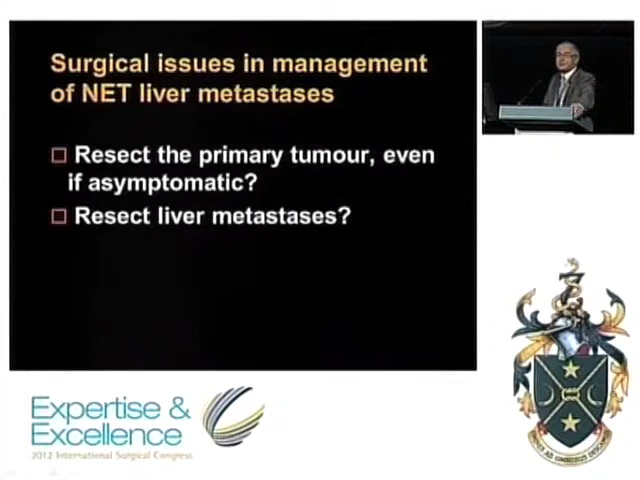 Surgical issues in management
of NET liver metastases
Resect the primary tumour, even
if asymptomatic?
Resect liver metastases?
Expertise &
Excellence
2012 International Surgical Congress